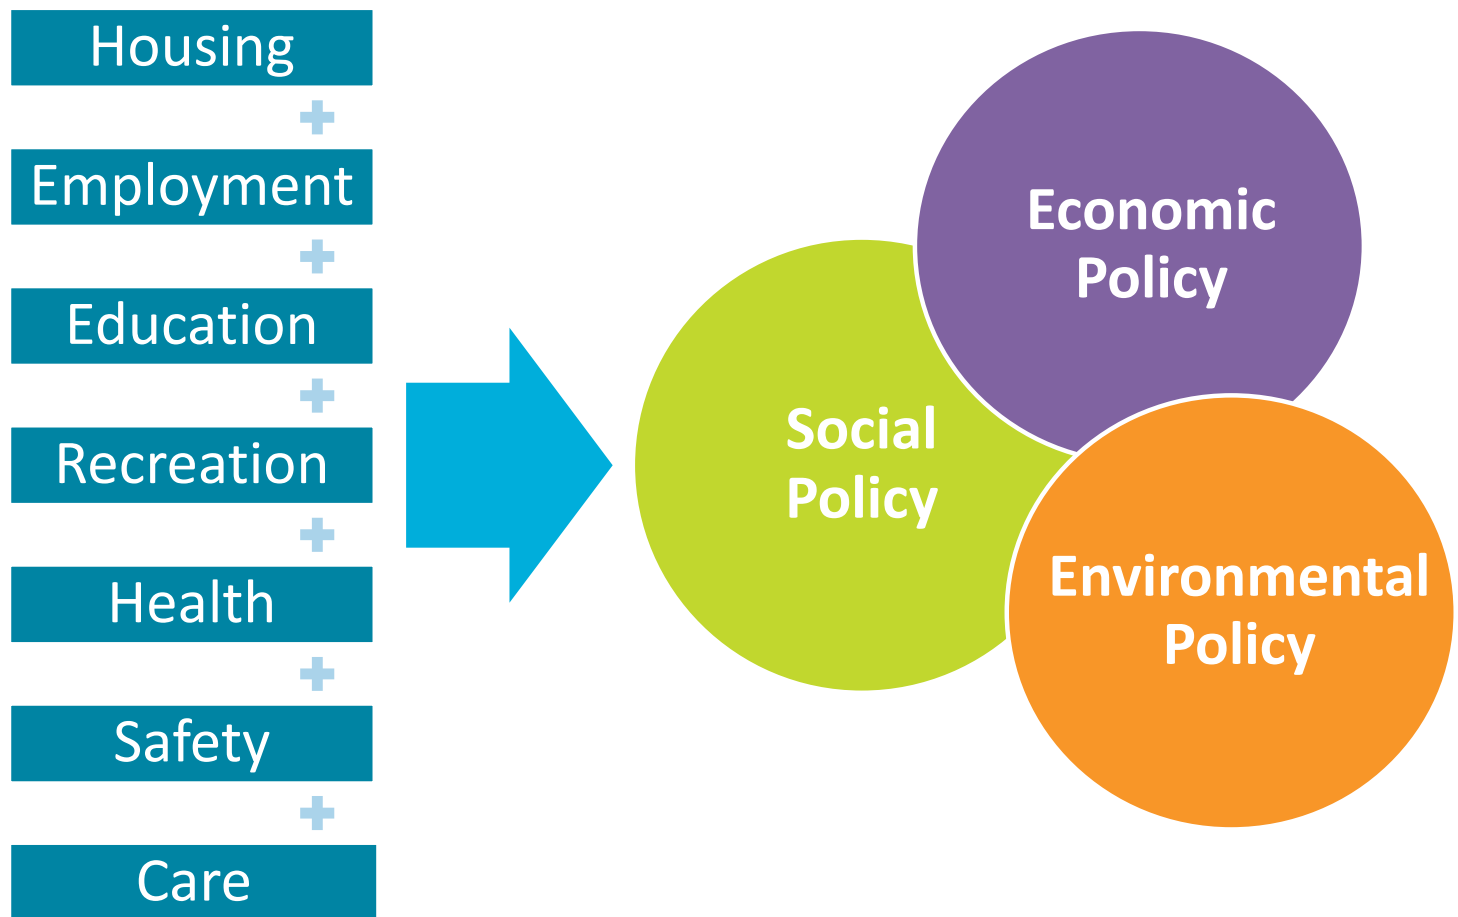 Housing
Employment
Education
Recreation
Health
Safety
Care
Economic
Policy
Social
Policy
Environmental
Policy